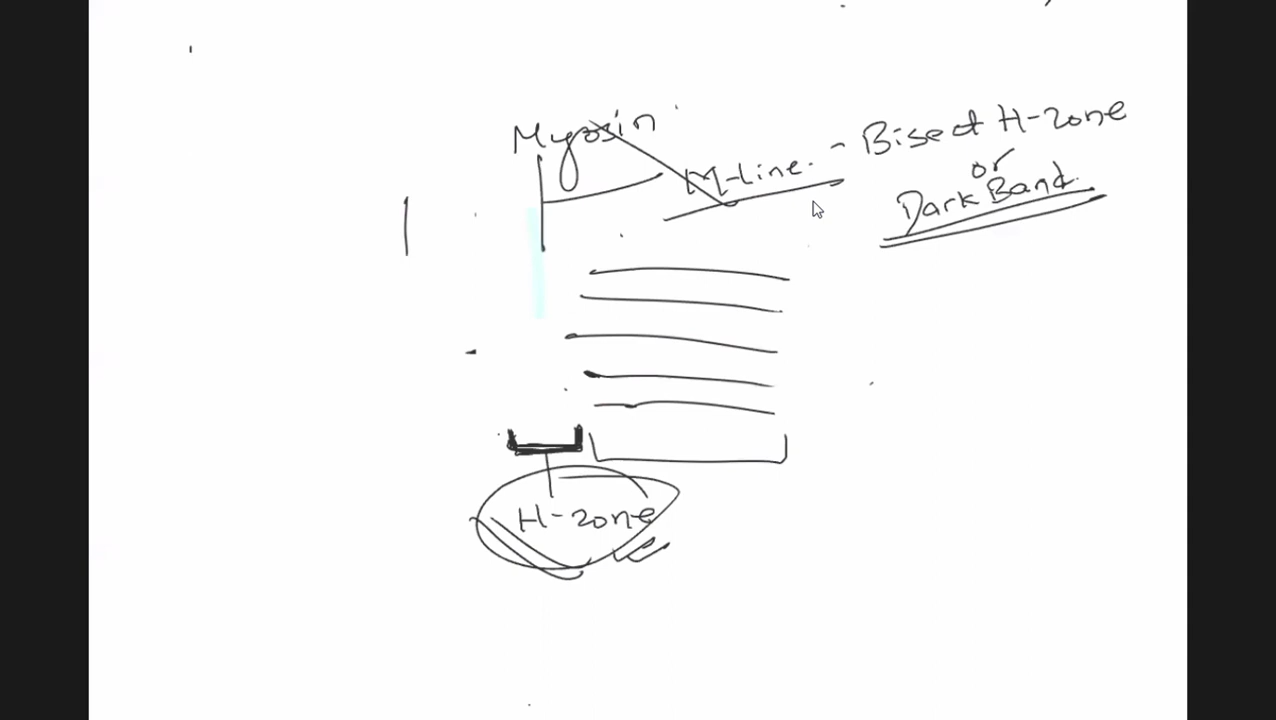 Myosin
M-Line. - Bisect H-zone
or
Dark Band.
H-zone